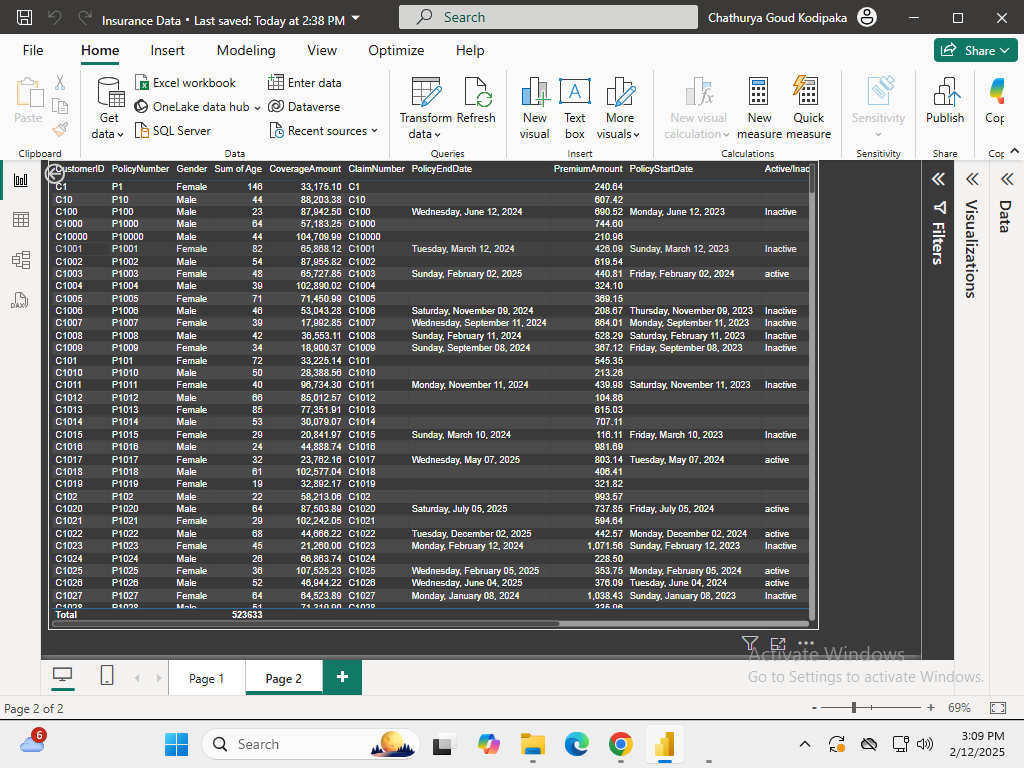 Insurance Data • Last saved: Today at 2:38 PM
Search
Chathurya Goud Kodipaka
File Home Insert Modeling View Optimize Help Share
Paste
Clipboard
Get data
Excel workbook
OneLake data hub
SQL Server
Enter data
Dataverse
Recent sources
Data
Transform data
Refresh
Queries
New visual
Text box
More visuals
Insert
New visual calculation
New measure
Quick measure
Calculations
Sensitivity
Sensitivity
Publish
Share
Cop
Cop
DAX
CustomerID PolicyNumber Gender Sum of Age CoverageAmount ClaimNumber PolicyEndDate PremiumAmount PolicyStartDate Active/Inac
C1 P1 Female 146 33,175.10 C1 240.64
C10 P10 Male 44 88,203.38 C10 607.42
C100 P100 Male 23 87,942.50 C100 Wednesday, June 12, 2024 690.52 Monday, June 12, 2023 Inactive
C1000 P1000 Male 64 57,183.25 C1000 744.60
C10000 P10000 Male 44 104,709.99 C10000 210.96
C1001 P1001 Female 82 65,868.12 C1001 Tuesday, March 12, 2024 426.09 Sunday, March 12, 2023 Inactive
C1002 P1002 Male 54 87,955.82 C1002 619.54
C1003 P1003 Female 48 65,727.85 C1003 Sunday, February 02, 2025 440.81 Friday, February 02, 2024 active
C1004 P1004 Male 39 102,890.02 C1004 324.10
C1005 P1005 Female 71 71,450.99 C1005 369.15
C1006 P1006 Male 46 53,043.28 C1006 Saturday, November 09, 2024 208.67 Thursday, November 09, 2023 Inactive
C1007 P1007 Female 39 17,992.85 C1007 Wednesday, September 11, 2024 864.01 Monday, September 11, 2023 Inactive
C1008 P1008 Male 42 36,553.11 C1008 Sunday, February 11, 2024 528.29 Saturday, February 11, 2023 Inactive
C1009 P1009 Female 34 18,900.37 C1009 Sunday, September 08, 2024 367.12 Friday, September 08, 2023 Inactive
C101 P101 Female 72 33,225.14 C101 545.35
C1010 P1010 Male 50 28,388.56 C1010 213.26
C1011 P1011 Female 40 96,734.30 C1011 Monday, November 11, 2024 439.98 Saturday, November 11, 2023 Inactive
C1012 P1012 Male 66 85,012.57 C1012 104.86
C1013 P1013 Female 85 77,351.91 C1013 615.03
C1014 P1014 Male 53 30,079.07 C1014 707.11
C1015 P1015 Female 29 20,841.97 C1015 Sunday, March 10, 2024 116.11 Friday, March 10, 2023 Inactive
C1016 P1016 Male 24 44,888.74 C1016 981.69
C1017 P1017 Female 32 23,762.16 C1017 Wednesday, May 07, 2025 803.14 Tuesday, May 07, 2024 active
C1018 P1018 Male 61 102,577.04 C1018 406.41
C1019 P1019 Female 19 32,892.17 C1019 321.82
C102 P102 Male 22 58,213.06 C102 993.57
C1020 P1020 Male 64 87,503.89 C1020 Saturday, July 05, 2025 737.85 Friday, July 05, 2024 active
C1021 P1021 Female 29 102,242.05 C1021 594.64
C1022 P1022 Male 68 44,666.22 C1022 Tuesday, December 02, 2025 442.57 Monday, December 02, 2024 active
C1023 P1023 Female 45 21,260.00 C1023 Monday, February 12, 2024 1,071.56 Sunday, February 12, 2023 Inactive
C1024 P1024 Male 26 66,863.74 C1024 228.50
C1025 P1025 Female 36 107,525.23 C1025 Wednesday, February 05, 2025 353.75 Monday, February 05, 2024 active
C1026 P1026 Male 52 46,944.22 C1026 Wednesday, June 04, 2025 376.09 Tuesday, June 04, 2024 active
C1027 P1027 Female 64 64,523.89 C1027 Monday, January 08, 2024 1,038.43 Sunday, January 08, 2023 Inactive
C1028 P1028 Male 51 71,319.90 C1028 335.96
Total 523633
Filters
Visualizations
Data
Activate Windows
Go to Settings to activate Windows.
Page 1 Page 2 +
Page 2 of 2
- + 69%
6
Search
3:09 PM
2/12/2025